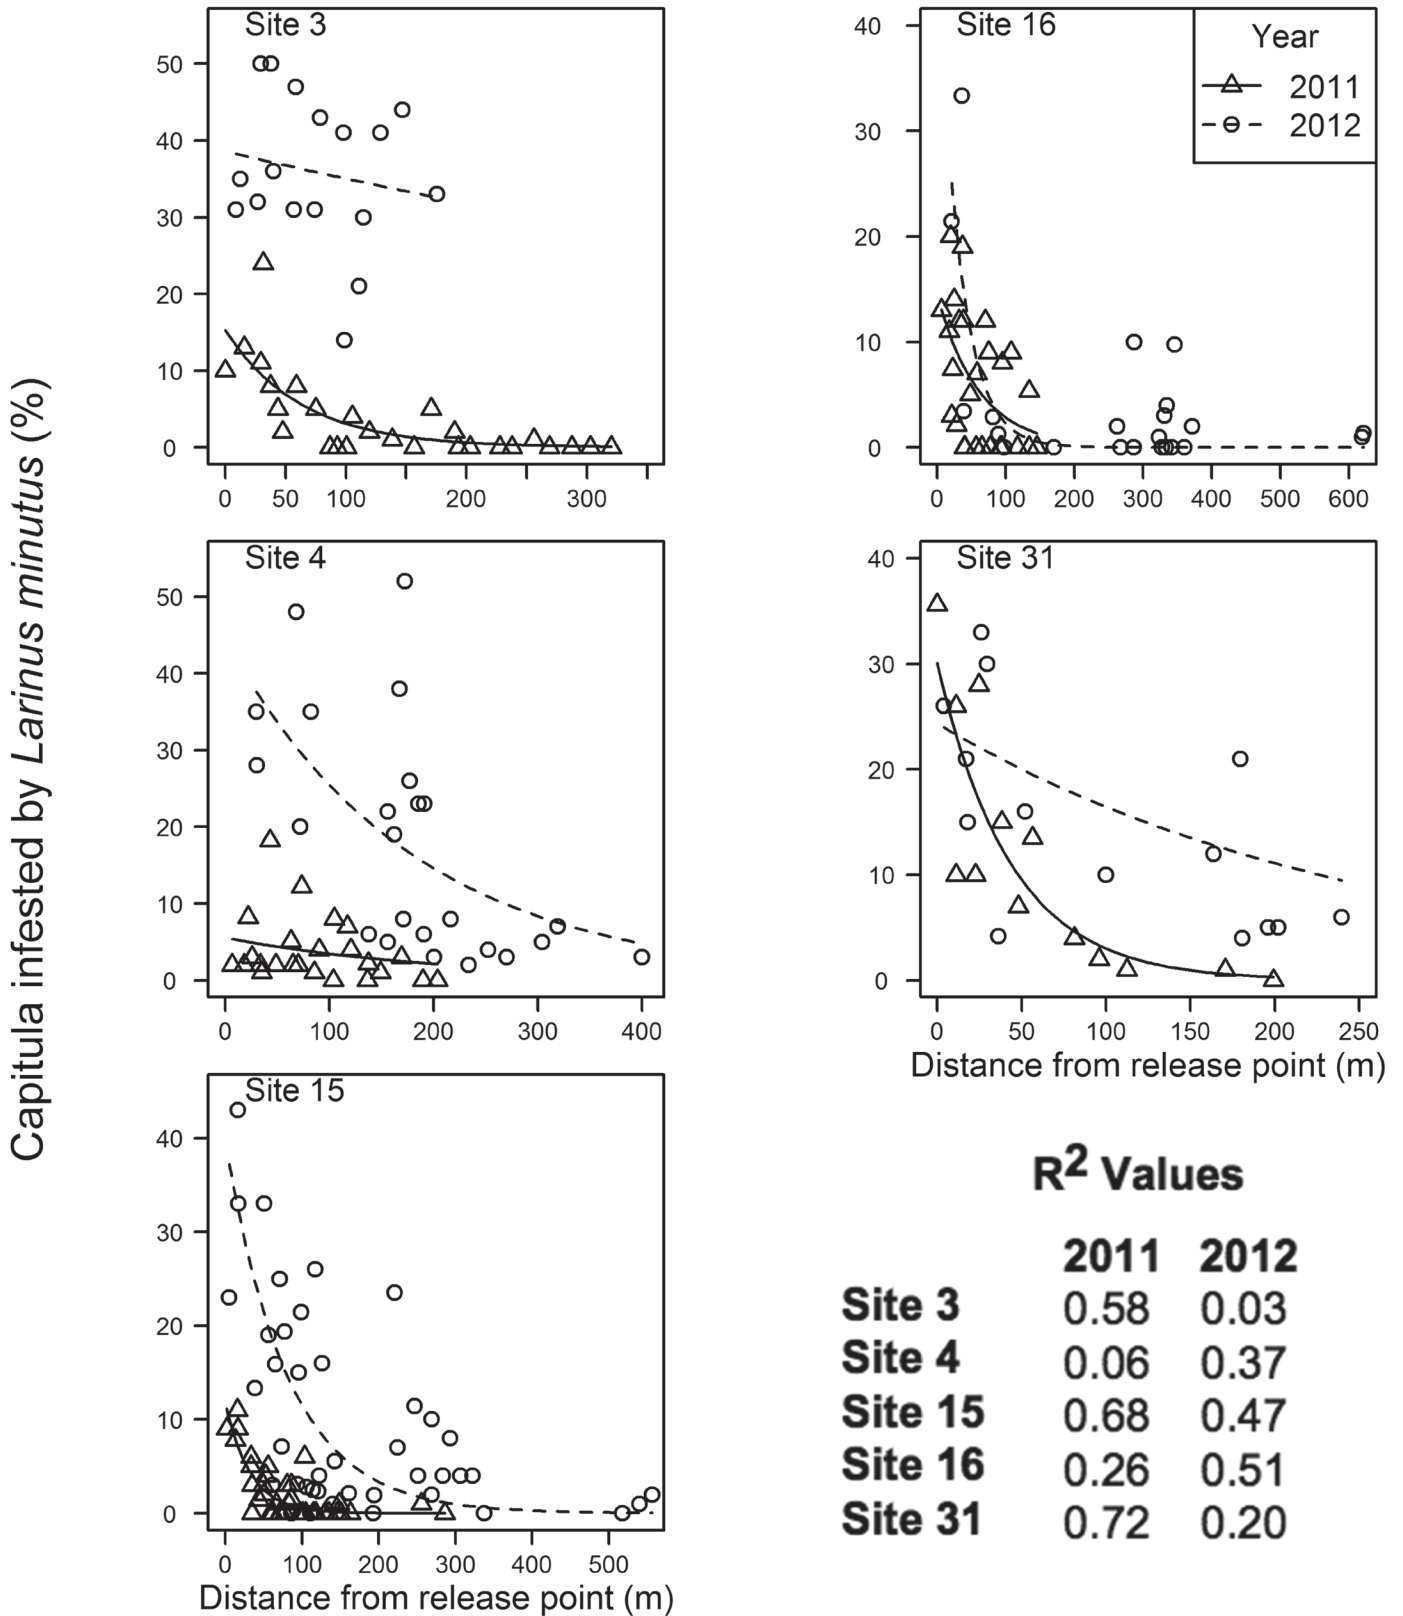 Capitula infested by Larinus minutus (%)
Site 3
50
40
30
20
10
0
0 50 100 300
Site 16
40
30
20
10
0
0 100 200 300 400 500 600
Year
2011
2012
Site 4
50
40
30
20
10
0
0 100 200 300 400
Site 31
40
30
20
10
0
0 50 100 150 200 250
Distance from release point (m)
Site 15
40
30
20
10
0
0 100 200 300 400 500
Distance from release point (m)
R² Values
2011 2012
Site 3 0.58 0.03
Site 4 0.06 0.37
Site 15 0.68 0.47
Site 16 0.26 0.51
Site 31 0.72 0.20